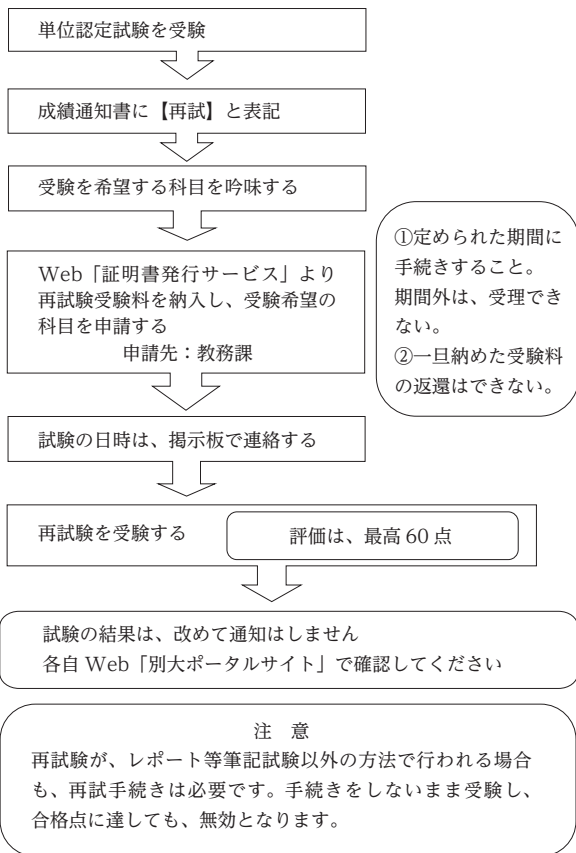 単位認定試験を受験
成績通知書に【再試】と表記
受験を希望する科目を吟味する
Web「証明書発行サービス」より
再試験受験料を納入し、受験希望の
科目を申請する
申請先：教務課
①定められた期間に
手続きすること。
期間外は、受理でき
ない。
②一旦納めた受験料
の返還はできない。
試験の日時は、掲示板で連絡する
再試験を受験する
評価は、最高 60 点
試験の結果は、改めて通知はしません
各自 Web「別大ポータルサイト」で確認してください
注　意
再試験が、レポート等筆記試験以外の方法で行われる場合
も、再試手続きは必要です。手続きをしないまま受験し、
合格点に達しても、無効となります。